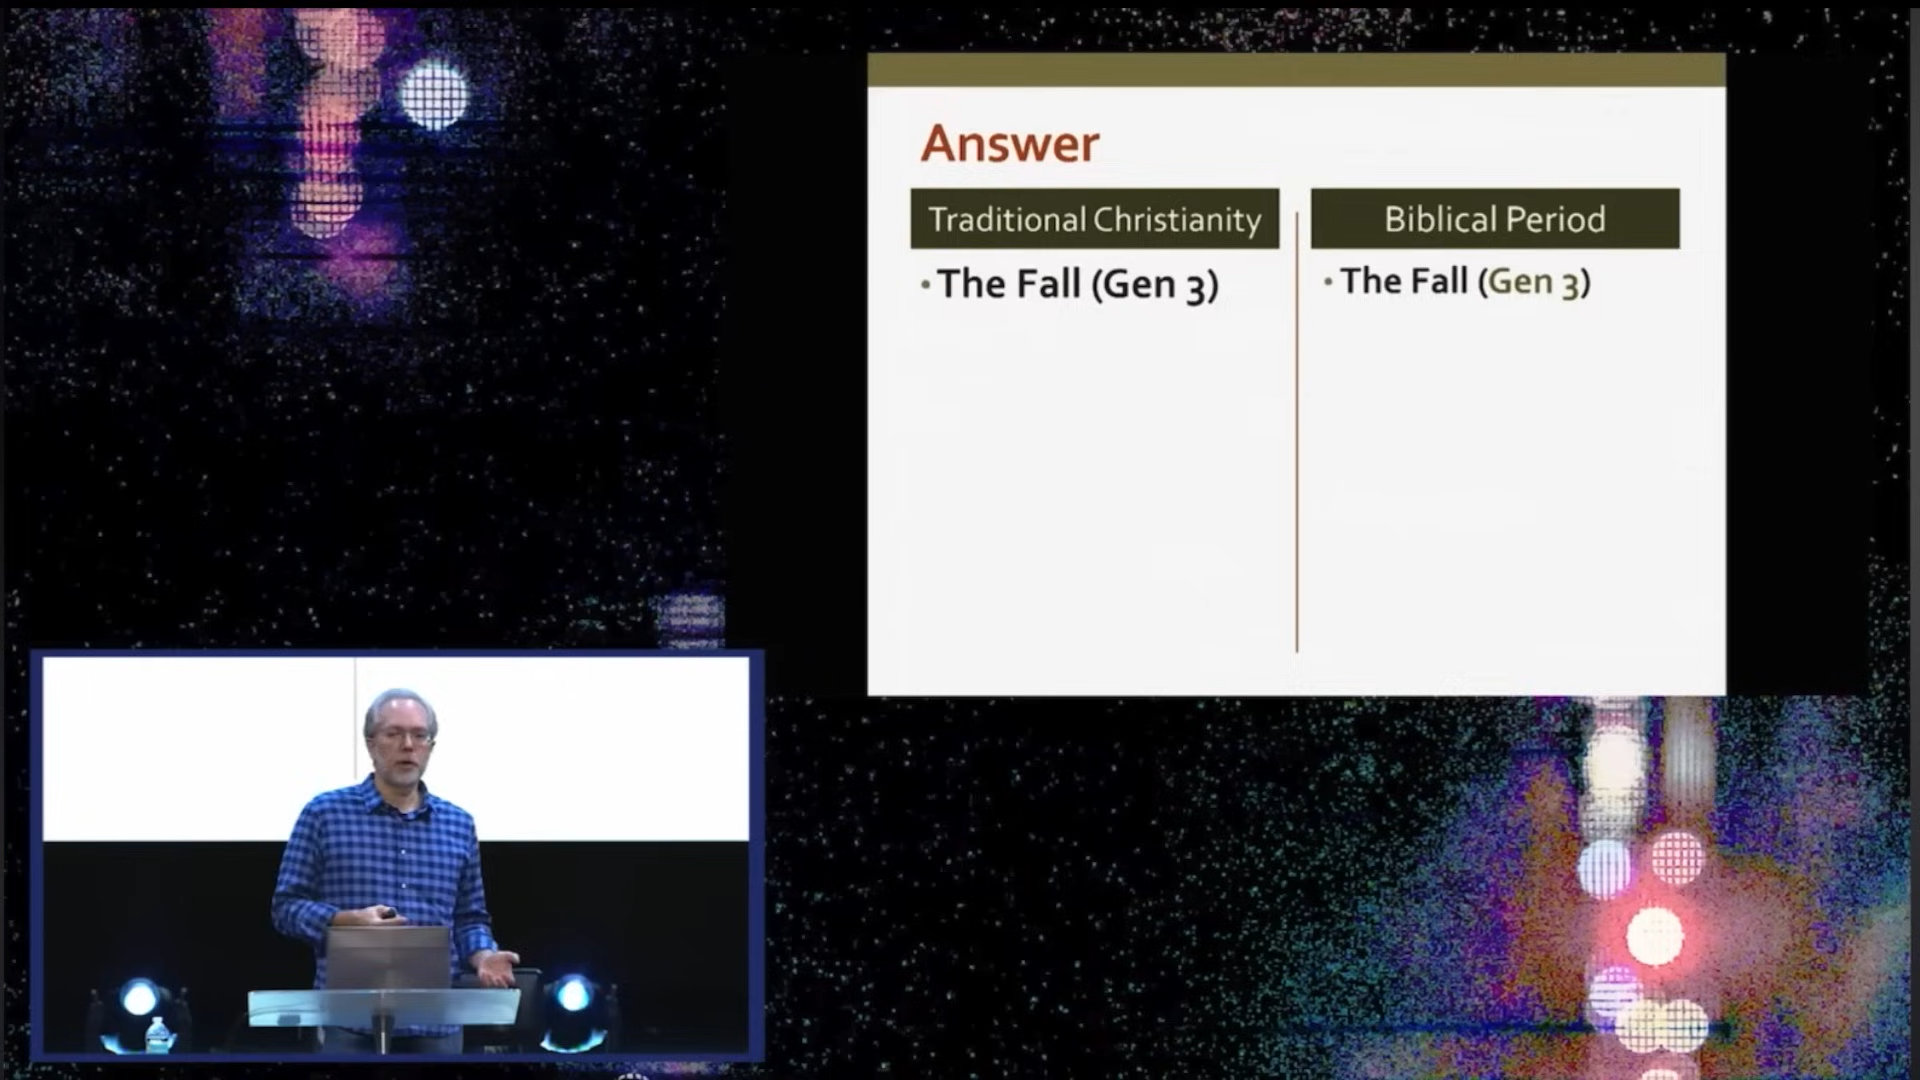 Answer
Traditional Christianity
• The Fall (Gen 3)
Biblical Period
• The Fall (Gen 3)